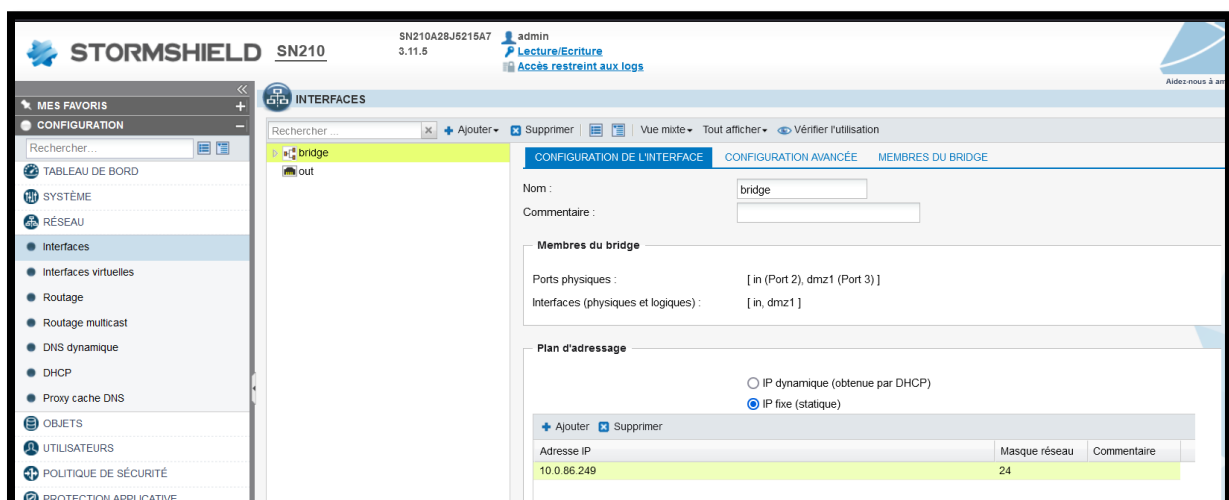 STORMSHIELD SN210
SN210A28J5215A7
3.11.5
admin
Lecture/Ecriture
Accès restreint aux logs
Aidez-nous à am
MES FAVORIS
CONFIGURATION
Rechercher...
TABLEAU DE BORD
SYSTÈME
RÉSEAU
Interfaces
Interfaces virtuelles
Routage
Routage multicast
DNS dynamique
DHCP
Proxy cache DNS
OBJETS
UTILISATEURS
POLITIQUE DE SÉCURITÉ
PROTECTION APPLICATIVE
INTERFACES
Rechercher ... Ajouter Supprimer Vue mixte Tout afficher Vérifier l'utilisation
bridge
out
CONFIGURATION DE L'INTERFACE CONFIGURATION AVANCÉE MEMBRES DU BRIDGE
Nom : bridge
Commentaire :
Membres du bridge
Ports physiques : [ in (Port 2), dmz1 (Port 3) ]
Interfaces (physiques et logiques) : [ in, dmz1 ]
Plan d'adressage
IP dynamique (obtenue par DHCP)
IP fixe (statique)
Ajouter Supprimer
Adresse IP Masque réseau Commentaire
10.0.86.249 24